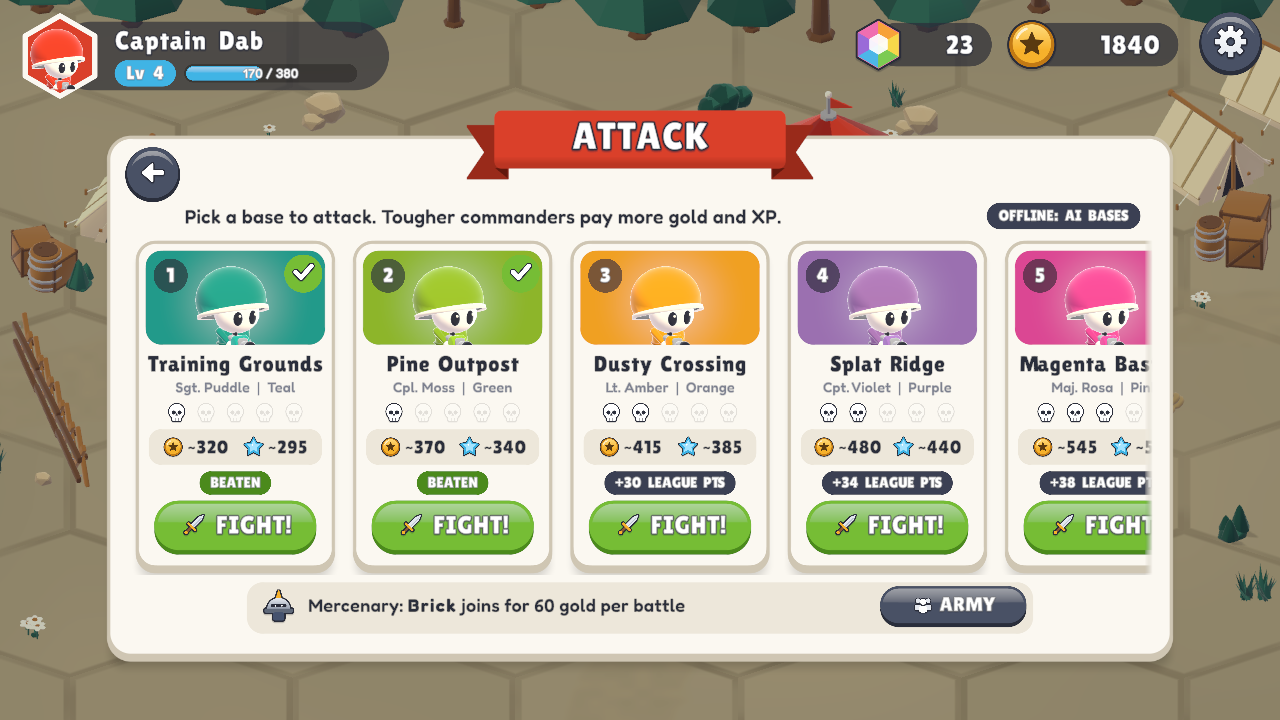 Captain Dab
Lv 4
170 / 380
23
1840
ATTACK
Pick a base to attack. Tougher commanders pay more gold and XP.
OFFLINE: AI BASES
1
Training Grounds
Sgt. Puddle | Teal
~320 ~295
BEATEN
FIGHT!
2
Pine Outpost
Cpl. Moss | Green
~370 ~340
BEATEN
FIGHT!
3
Dusty Crossing
Lt. Amber | Orange
~415 ~385
+30 LEAGUE PTS
FIGHT!
4
Splat Ridge
Cpt. Violet | Purple
~480 ~440
+34 LEAGUE PTS
FIGHT!
5
Magenta Bas
Maj. Rosa | Pin
~545
+38 LEAGUE PT
FIGHT
Mercenary: Brick joins for 60 gold per battle
ARMY